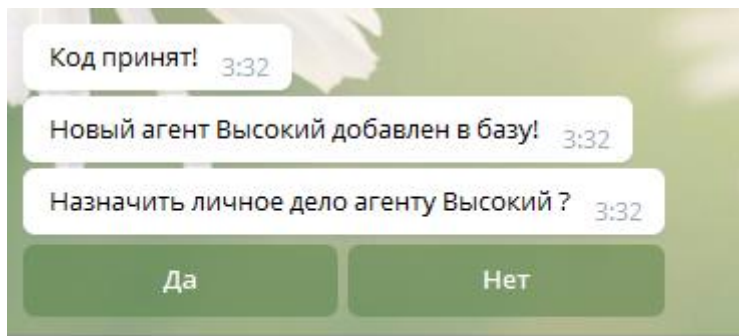 Код принят! 3:32
Новый агент Высокий добавлен в базу! 3:32
Назначить личное дело агенту Высокий ? 3:32
Да Нет